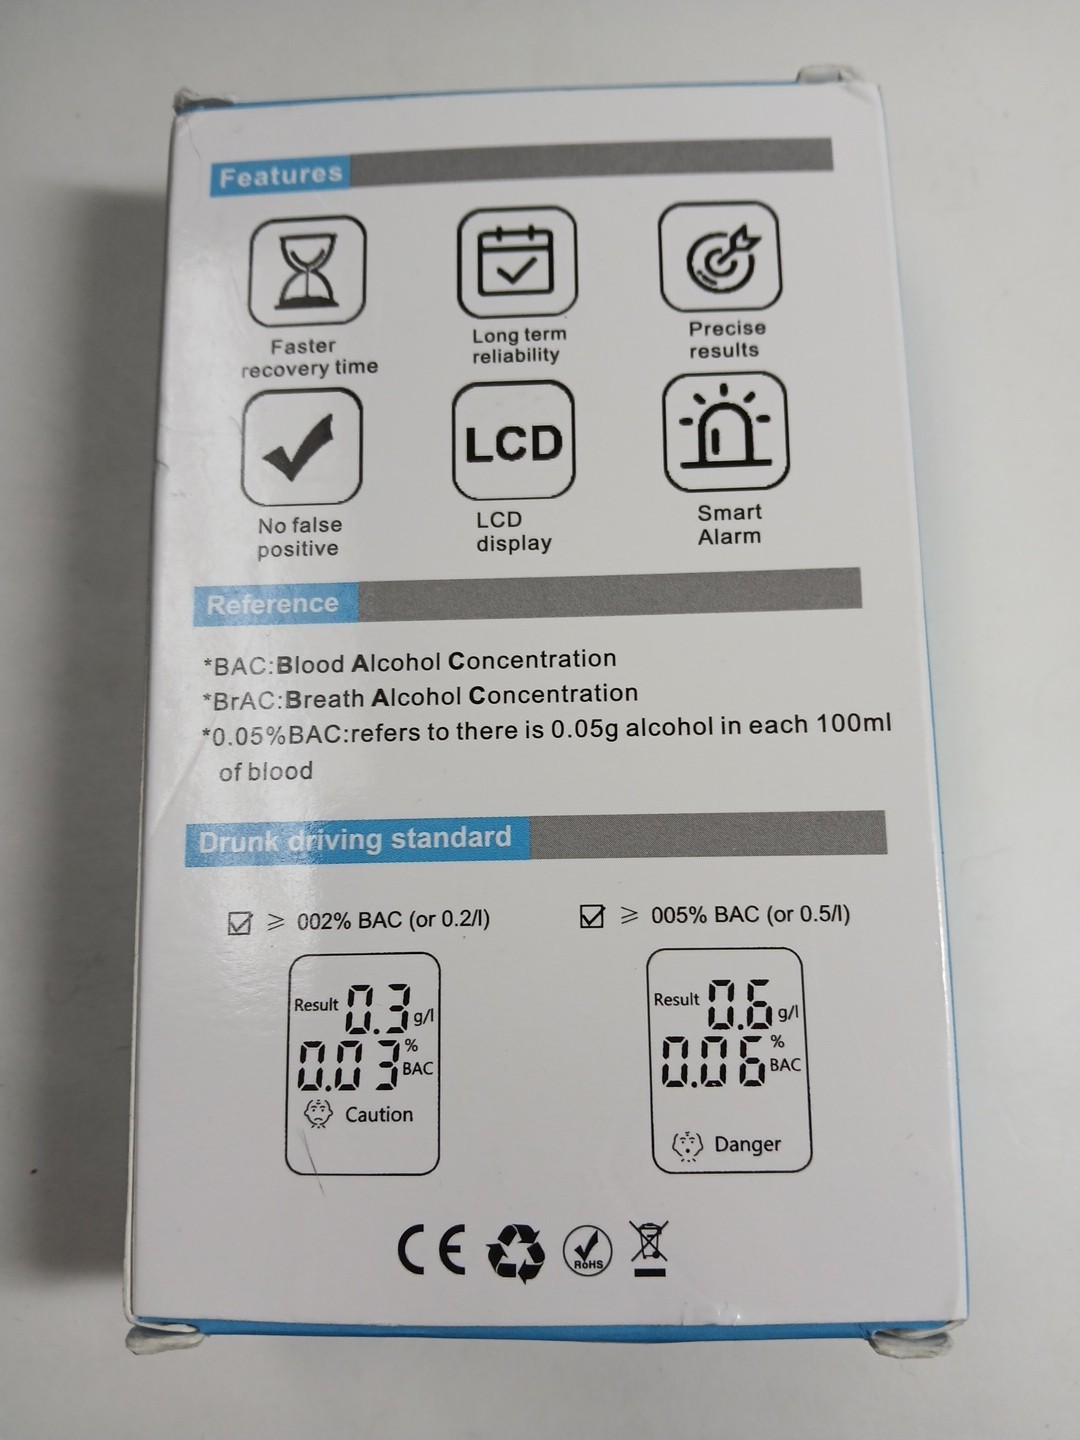 Features
Faster
recovery time
Long term
reliability
Precise
results
No false
positive
LCD
LCD
display
Smart
Alarm
Reference
*BAC:Blood Alcohol Concentration
*BrAC:Breath Alcohol Concentration
*0.05%BAC:refers to there is 0.05g alcohol in each 100ml
of blood
Drunk driving standard
≥ 002% BAC (or 0.2/l)
≥ 005% BAC (or 0.5/l)
Result 0.3 g/l
0.03 % BAC
Caution
Result 0.6 g/l
0.06 % BAC
Danger
CE
RoHS